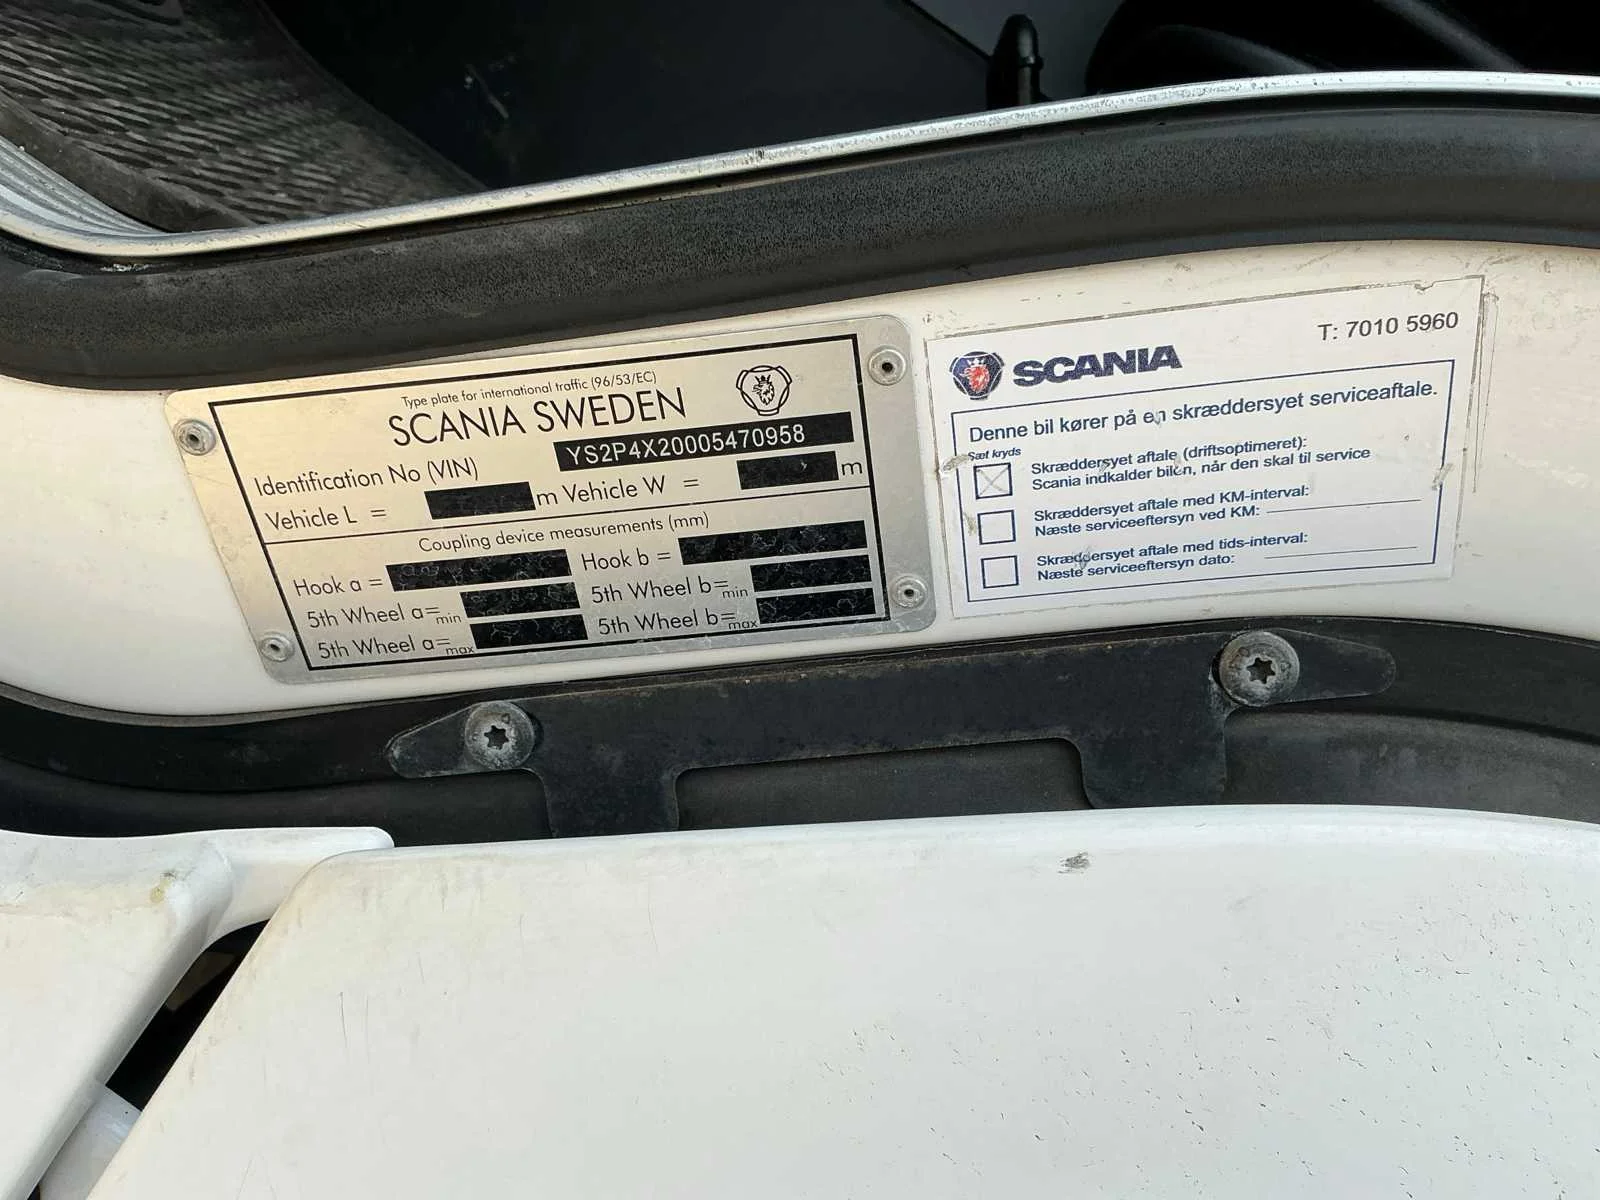 Type plate for international traffic (96/53/EC)
SCANIA SWEDEN
Identification No (VIN) YS2P4X20005470958
Vehicle L = m Vehicle W = m
Coupling device measurements (mm)
Hook a = Hook b =
5th Wheel a=min 5th Wheel b=min
5th Wheel a=max 5th Wheel b=max
T: 7010 5960
SCANIA
Denne bil kører på en skræddersyet serviceaftale.
Sæt kryds
Skræddersyet aftale (driftsoptimeret):
Scania indkalder bilen, når den skal til service
Skræddersyet aftale med KM-interval:
Næste serviceeftersyn ved KM:
Skræddersyet aftale med tids-interval:
Næste serviceeftersyn dato: